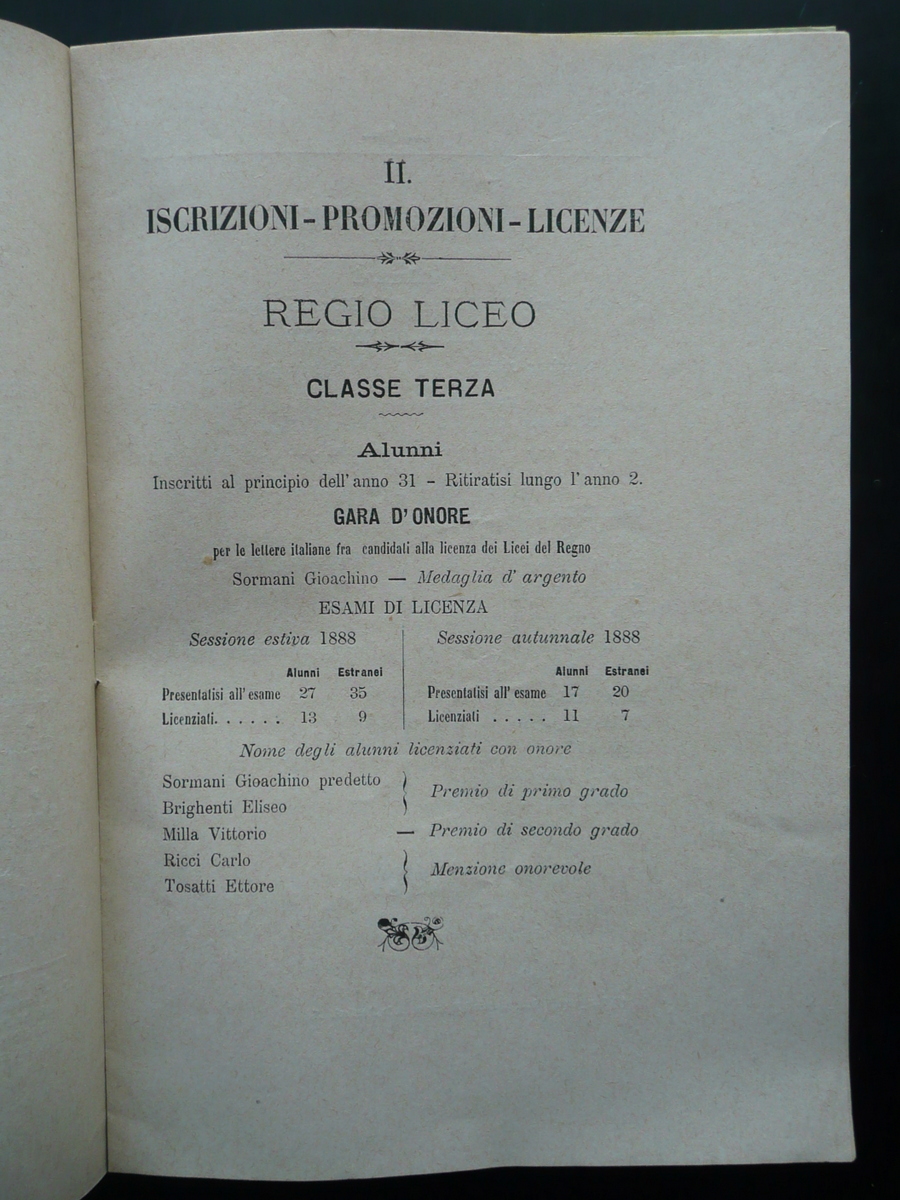 II.
ISCRIZIONI - PROMOZIONI - LICENZE
REGIO LICEO
CLASSE TERZA
Alunni
Inscritti al principio dell' anno 31 - Ritiratisi lungo l' anno 2.
GARA D' ONORE
per le lettere italiane fra candidati alla licenza dei Licei del Regno
Sormani Gioachino — Medaglia d' argento
ESAMI DI LICENZA
Sessione estiva 1888
Alunni Estranei
Presentatisi all' esame 27 35
Licenziati. . . . . . 13 9
Sessione autunnale 1888
Alunni Estranei
Presentatisi all' esame 17 20
Licenziati . . . . . 11 7
Nome degli alunni licenziati con onore
Sormani Gioachino predetto
Brighenti Eliseo
Premio di primo grado
Milla Vittorio — Premio di secondo grado
Ricci Carlo
Tosatti Ettore
Menzione onorevole